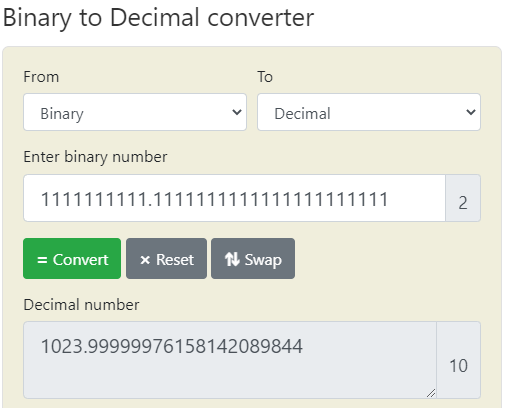 Binary to Decimal converter
From To
Binary Decimal
Enter binary number
1111111111.1111111111111111111111 2
= Convert × Reset ⇅ Swap
Decimal number
1023.99999976158142089844 10